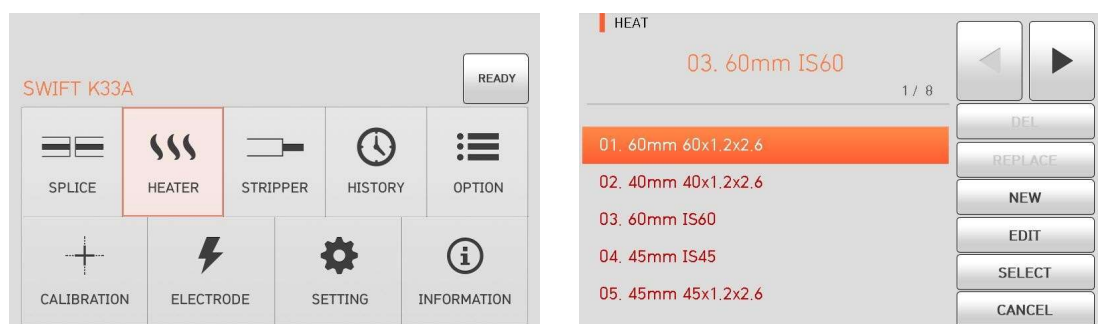 SWIFT K33A
READY
SPLICE
HEATER
STRIPPER
HISTORY
OPTION
CALIBRATION
ELECTRODE
SETTING
INFORMATION
HEAT
03. 60mm IS60
1 / 8
01. 60mm 60x1.2x2.6
02. 40mm 40x1.2x2.6
03. 60mm IS60
04. 45mm IS45
05. 45mm 45x1.2x2.6
DEL
REPLACE
NEW
EDIT
SELECT
CANCEL